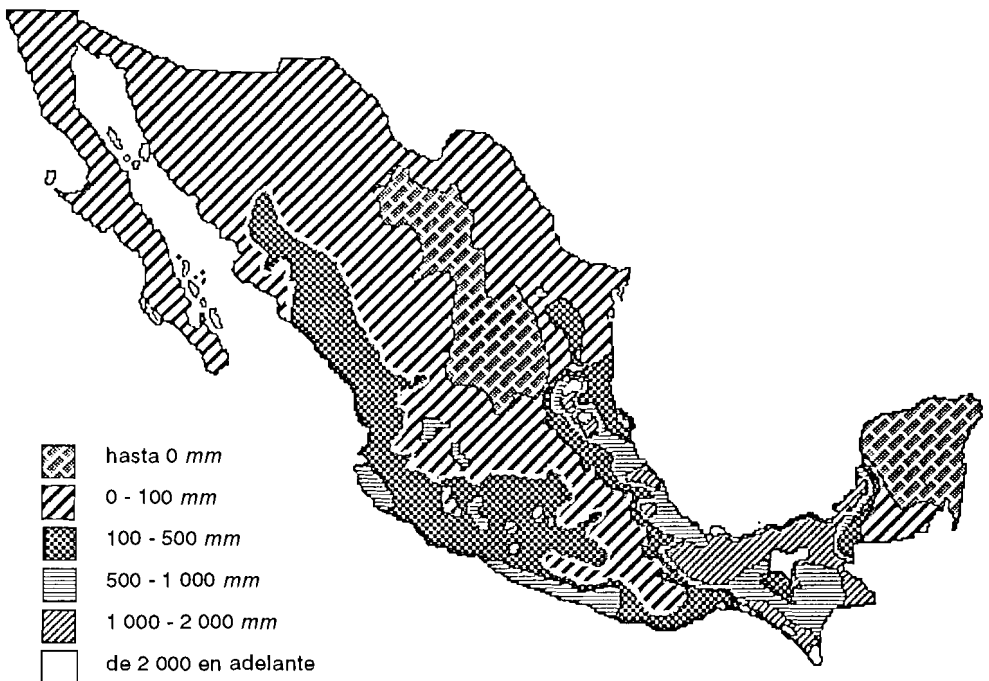 hasta 0 mm
0 - 100 mm
100 - 500 mm
500 - 1 000 mm
1 000 - 2 000 mm
de 2 000 en adelante